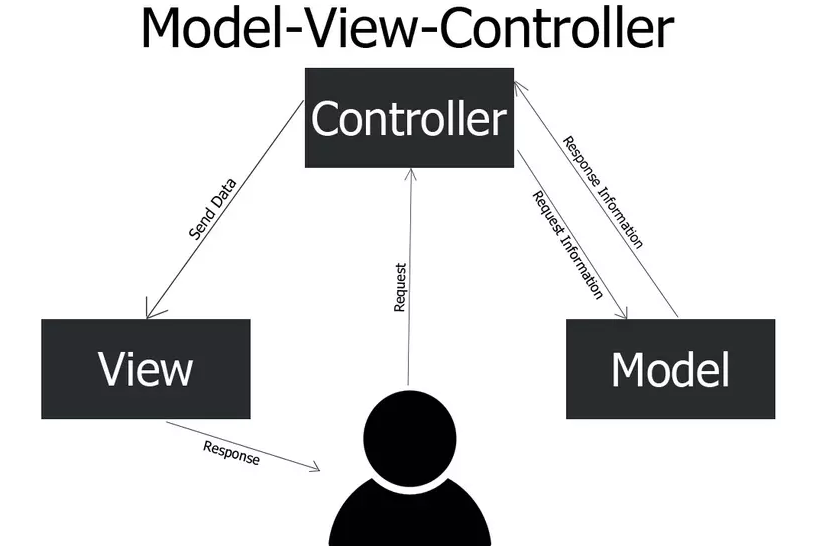 Model-View-Controller
Controller
Send Data
Request
Request Information
Response Information
View
Model
Response